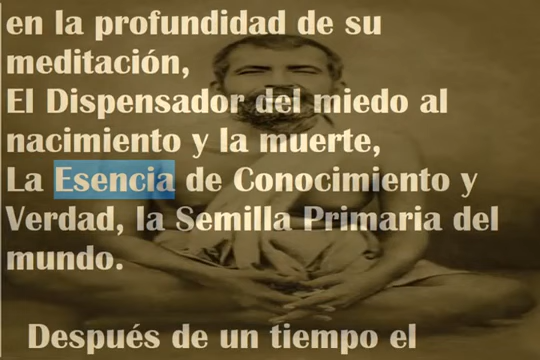 en la profundidad de su
meditación,
El Dispensador del miedo al
nacimiento y la muerte,
La Esencia de Conocimiento y
Verdad, la Semilla Primaria del
mundo.
Después de un tiempo el